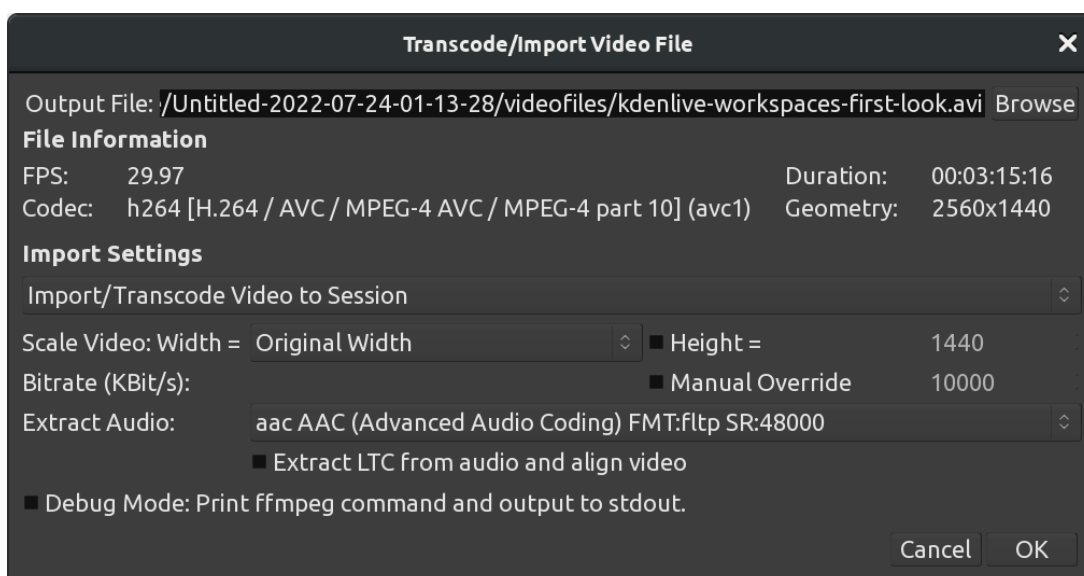 Transcode/Import Video File
Output File: /Untitled-2022-07-24-01-13-28/videofiles/kdenlive-workspaces-first-look.avi Browse
File Information
FPS: 29.97 Duration: 00:03:15:16
Codec: h264 [H.264 / AVC / MPEG-4 AVC / MPEG-4 part 10] (avc1) Geometry: 2560x1440
Import Settings
Import/Transcode Video to Session
Scale Video: Width = Original Width Height = 1440
Bitrate (KBit/s): Manual Override 10000
Extract Audio: aac AAC (Advanced Audio Coding) FMT:fltp SR:48000
Extract LTC from audio and align video
Debug Mode: Print ffmpeg command and output to stdout.
Cancel OK